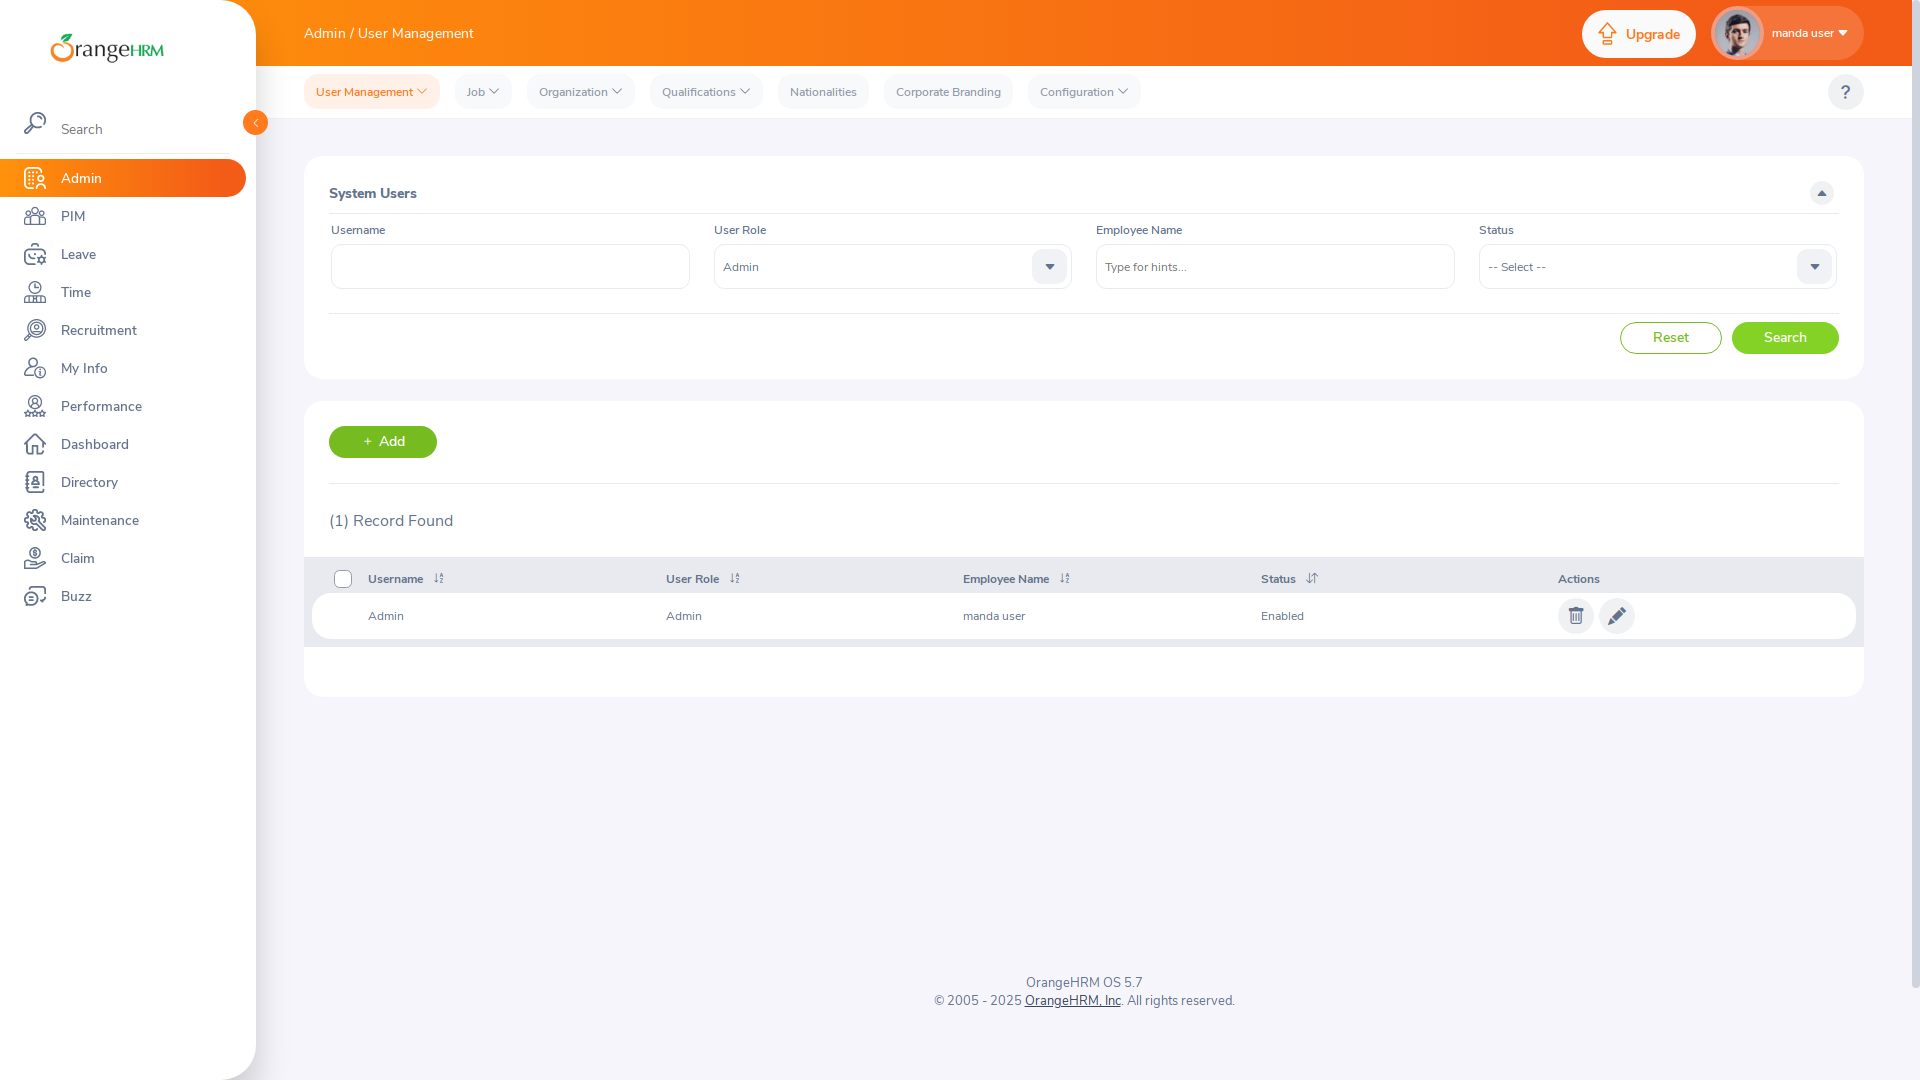 OrangeHRM
Search
Admin
PIM
Leave
Time
Recruitment
My Info
Performance
Dashboard
Directory
Maintenance
Claim
Buzz
Admin / User Management
Upgrade
manda user
User Management
Job
Organization
Qualifications
Nationalities
Corporate Branding
Configuration
?
System Users
Username
User Role
Employee Name
Status
Admin
Type for hints...
-- Select --
Reset
Search
+ Add
(1) Record Found
Username
User Role
Employee Name
Status
Actions
Admin
Admin
manda user
Enabled
OrangeHRM OS 5.7
© 2005 - 2025 OrangeHRM, Inc. All rights reserved.